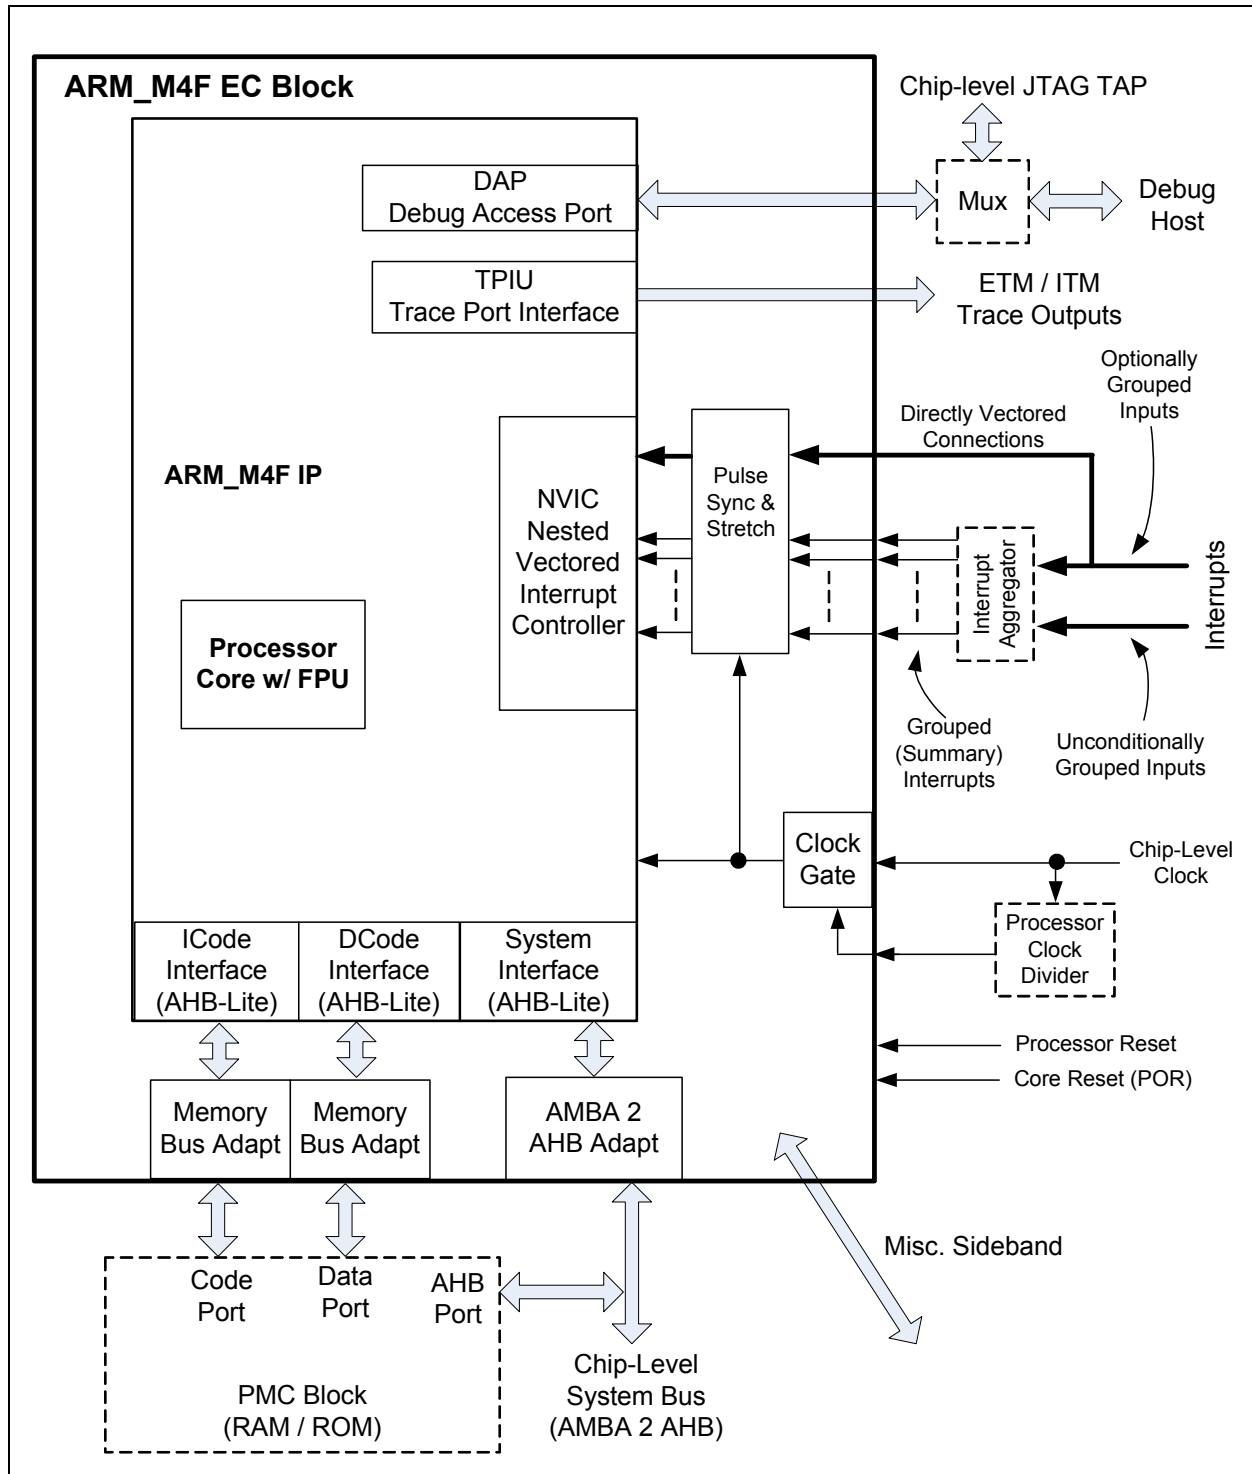 ARM_M4F EC Block
Chip-level JTAG TAP
DAP
Debug Access Port
Mux
Debug
Host
TPIU
Trace Port Interface
ETM / ITM
Trace Outputs
Optionally
Grouped
Inputs
Directly Vectored
Connections
ARM_M4F IP
NVIC
Nested
Vectored
Interrupt
Controller
Pulse
Sync &
Stretch
Interrupt
Aggregator
Interrupts
Processor
Core w/ FPU
Grouped
(Summary)
Interrupts
Unconditionally
Grouped Inputs
Clock
Gate
Chip-Level
Clock
Processor
Clock
Divider
ICode
Interface
(AHB-Lite)
DCode
Interface
(AHB-Lite)
System
Interface
(AHB-Lite)
Processor Reset
Core Reset (POR)
Memory
Bus Adapt
Memory
Bus Adapt
AMBA 2
AHB Adapt
Misc. Sideband
Code
Port
Data
Port
AHB
Port
PMC Block
(RAM / ROM)
Chip-Level
System Bus
(AMBA 2 AHB)